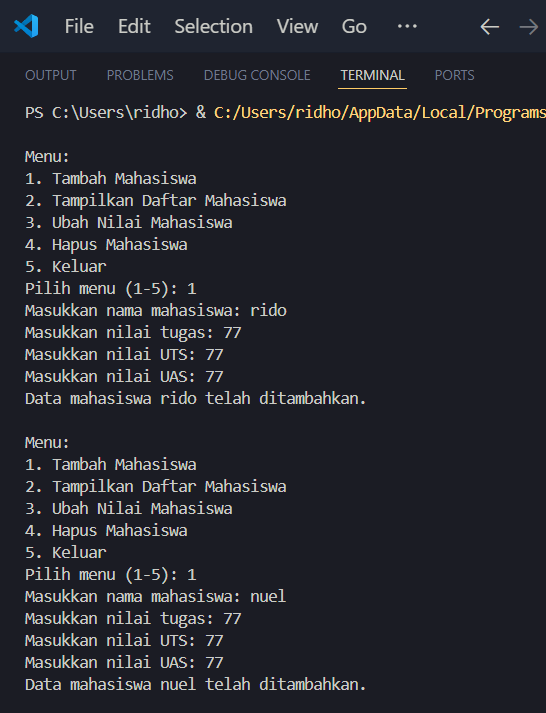 File Edit Selection View Go ...
OUTPUT PROBLEMS DEBUG CONSOLE TERMINAL PORTS
PS C:\Users\ridho> & C:/Users/ridho/AppData/Local/Programs
Menu:
1. Tambah Mahasiswa
2. Tampilkan Daftar Mahasiswa
3. Ubah Nilai Mahasiswa
4. Hapus Mahasiswa
5. Keluar
Pilih menu (1-5): 1
Masukkan nama mahasiswa: rido
Masukkan nilai tugas: 77
Masukkan nilai UTS: 77
Masukkan nilai UAS: 77
Data mahasiswa rido telah ditambahkan.
Menu:
1. Tambah Mahasiswa
2. Tampilkan Daftar Mahasiswa
3. Ubah Nilai Mahasiswa
4. Hapus Mahasiswa
5. Keluar
Pilih menu (1-5): 1
Masukkan nama mahasiswa: nuel
Masukkan nilai tugas: 77
Masukkan nilai UTS: 77
Masukkan nilai UAS: 77
Data mahasiswa nuel telah ditambahkan.